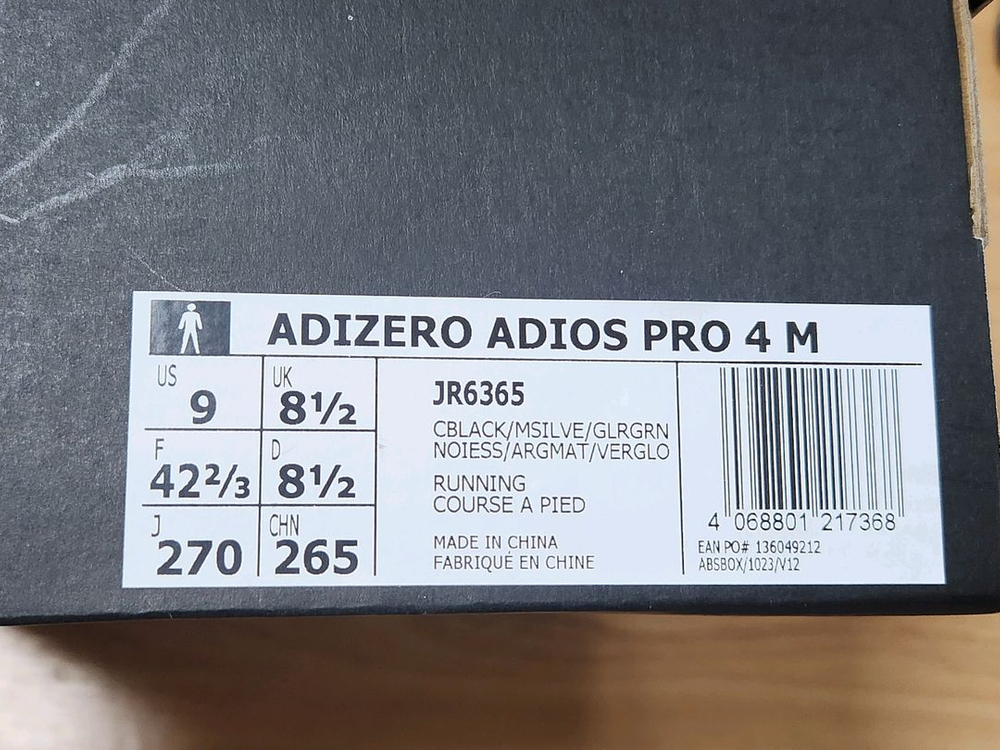 ADIZERO ADIOS PRO 4 M
US UK
9 8½
F D
42⅔ 8½
J CHN
270 265
JR6365
CBLACK/MSILVE/GLRGRN
NOIESS/ARGMAT/VERGLO
RUNNING
COURSE A PIED
MADE IN CHINA
FABRIQUÉ EN CHINE
4 068801 217368
EAN PO# 136049212
ABSBOX/1023/V12